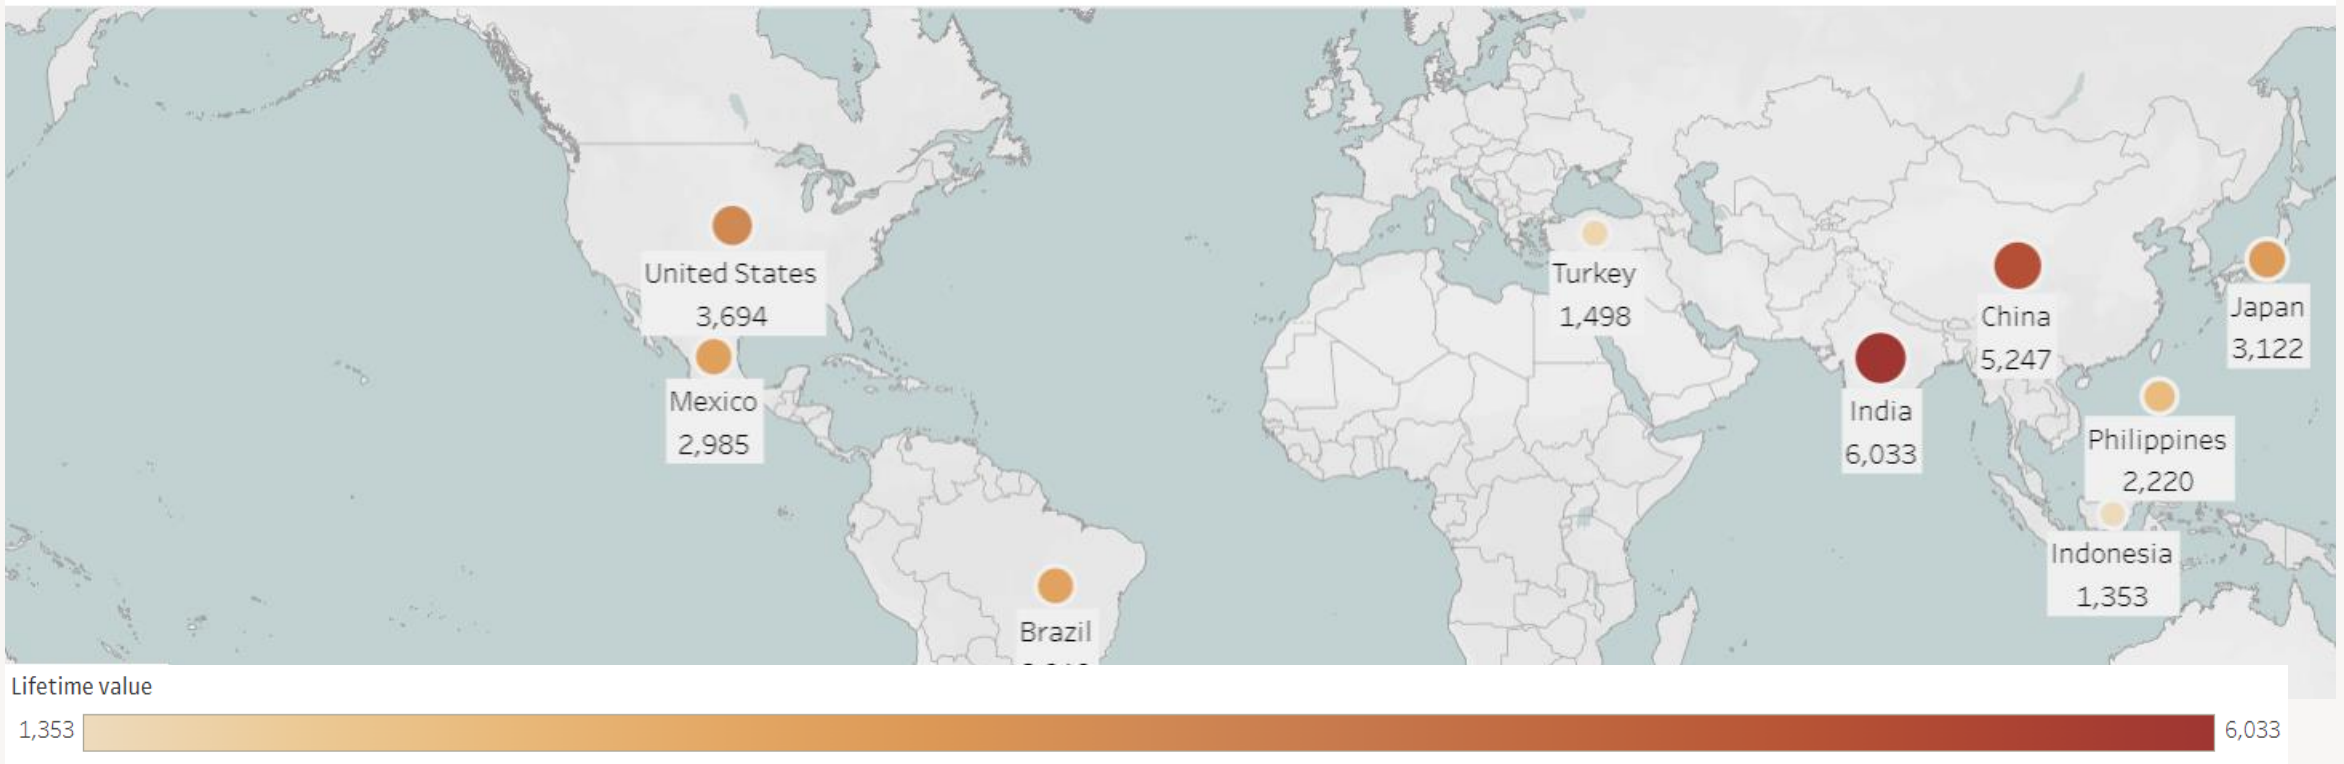 United States
3,694
Mexico
2,985
Brazil
Turkey
1,498
China
5,247
India
6,033
Japan
3,122
Philippines
2,220
Indonesia
1,353
Lifetime value
1,353
6,033